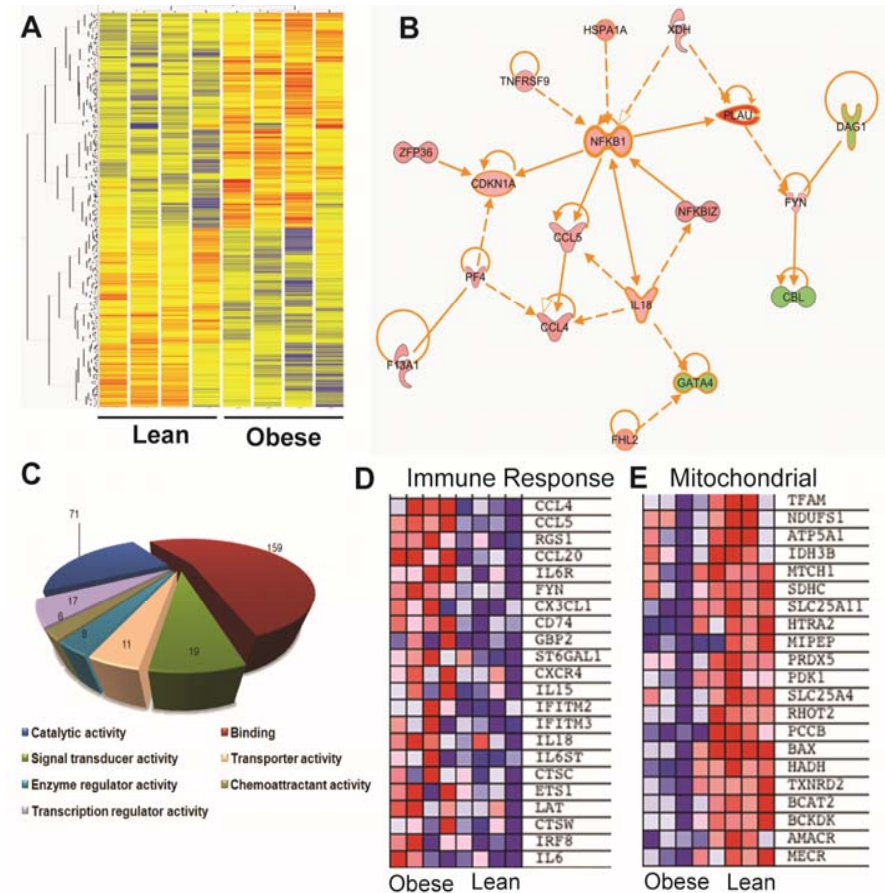 A
Lean
Obese
B
HSPA1A
XDH
TNFRSF9
PLAU
DAG1
NFKB1
ZFP36
CDKN1A
FYN
NFKBIZ
CCL5
PF4
IL18
CBL
CCL4
F13A1
GATA4
FHL2
C
71
159
17
6
8
11
19
Catalytic activity
Binding
Signal transducer activity
Transporter activity
Enzyme regulator activity
Chemoattractant activity
Transcription regulator activity
D
Immune Response
CCL4
CCL5
RGS1
CCL20
IL6R
FYN
CX3CL1
CD74
GBP2
ST6GAL1
CXCR4
IL15
IFITM2
IFITM3
IL18
IL6ST
CTSC
ETS1
LAT
CTSW
IRF8
IL6
Obese
Lean
E
Mitochondrial
TFAM
NDUFS1
ATP5A1
IDH3B
MTCH1
SDHC
SLC25A11
HTRA2
MIPEP
PRDX5
PDK1
SLC25A4
RHOT2
PCCB
BAX
HADH
TXNRD2
BCAT2
BCKDK
AMACR
MECR
Obese
Lean